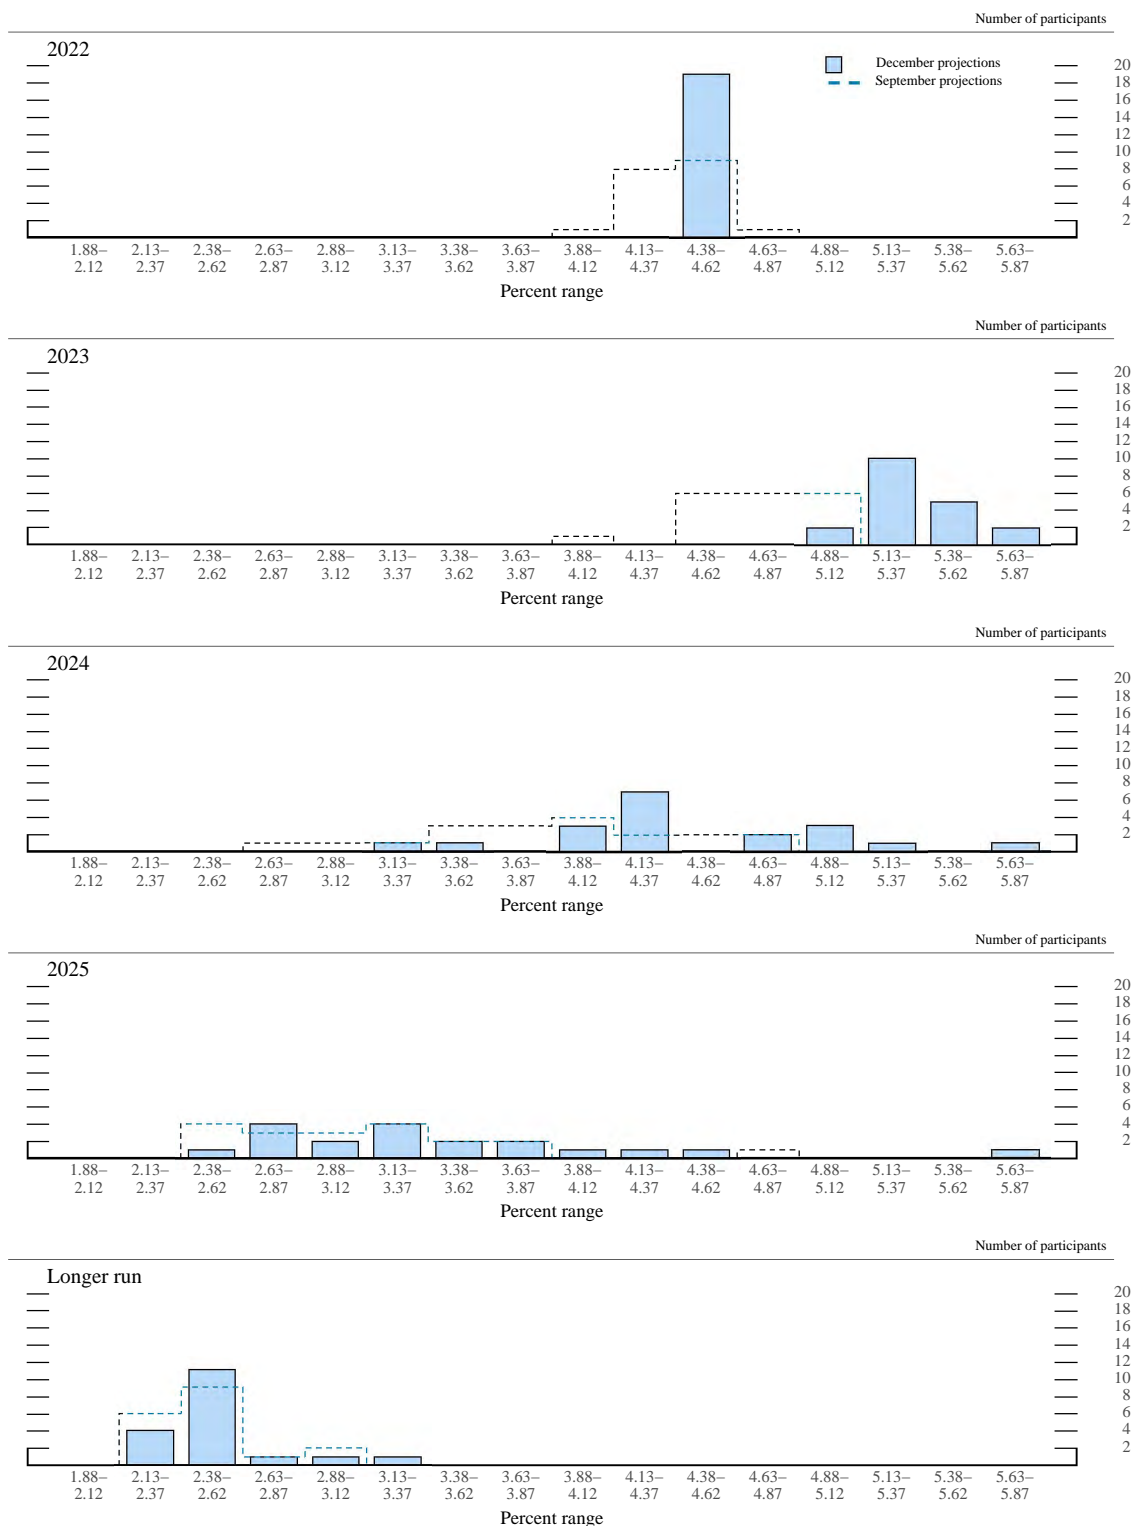 Number of participants
2022
December projections
September projections
20
18
16
14
12
10
8
6
4
2
1.88– 2.13– 2.38– 2.63– 2.88– 3.13– 3.38– 3.63– 3.88– 4.13– 4.38– 4.63– 4.88– 5.13– 5.38– 5.63–
2.12 2.37 2.62 2.87 3.12 3.37 3.62 3.87 4.12 4.37 4.62 4.87 5.12 5.37 5.62 5.87
Percent range
Number of participants
2023
20
18
16
14
12
10
8
6
4
2
1.88– 2.13– 2.38– 2.63– 2.88– 3.13– 3.38– 3.63– 3.88– 4.13– 4.38– 4.63– 4.88– 5.13– 5.38– 5.63–
2.12 2.37 2.62 2.87 3.12 3.37 3.62 3.87 4.12 4.37 4.62 4.87 5.12 5.37 5.62 5.87
Percent range
Number of participants
2024
20
18
16
14
12
10
8
6
4
2
1.88– 2.13– 2.38– 2.63– 2.88– 3.13– 3.38– 3.63– 3.88– 4.13– 4.38– 4.63– 4.88– 5.13– 5.38– 5.63–
2.12 2.37 2.62 2.87 3.12 3.37 3.62 3.87 4.12 4.37 4.62 4.87 5.12 5.37 5.62 5.87
Percent range
Number of participants
2025
20
18
16
14
12
10
8
6
4
2
1.88– 2.13– 2.38– 2.63– 2.88– 3.13– 3.38– 3.63– 3.88– 4.13– 4.38– 4.63– 4.88– 5.13– 5.38– 5.63–
2.12 2.37 2.62 2.87 3.12 3.37 3.62 3.87 4.12 4.37 4.62 4.87 5.12 5.37 5.62 5.87
Percent range
Number of participants
Longer run
20
18
16
14
12
10
8
6
4
2
1.88– 2.13– 2.38– 2.63– 2.88– 3.13– 3.38– 3.63– 3.88– 4.13– 4.38– 4.63– 4.88– 5.13– 5.38– 5.63–
2.12 2.37 2.62 2.87 3.12 3.37 3.62 3.87 4.12 4.37 4.62 4.87 5.12 5.37 5.62 5.87
Percent range